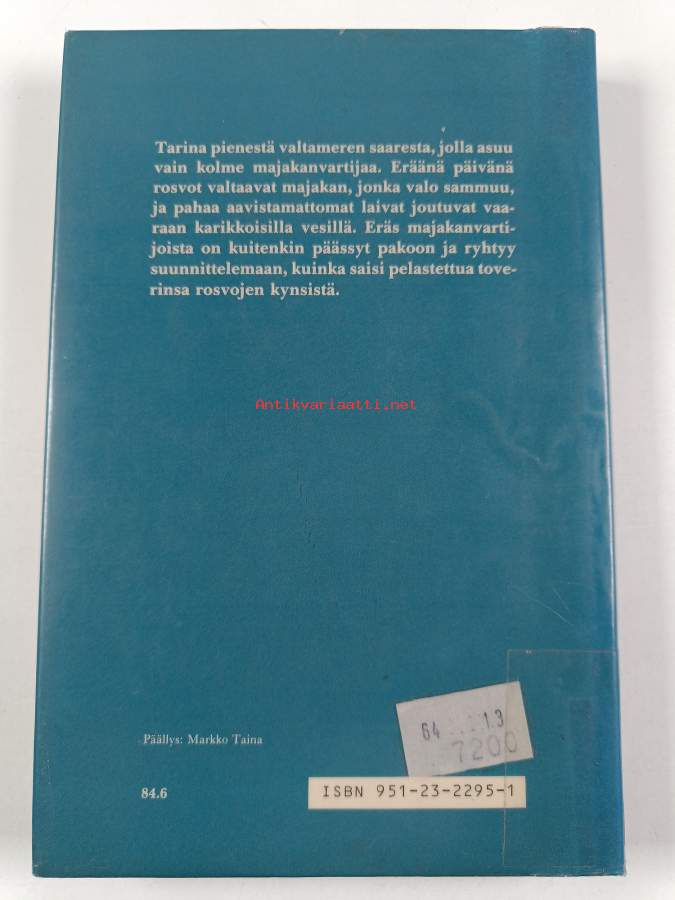 Tarina pienestä valtameren saaresta, jolla asuu
vain kolme majakanvartijaa. Eräänä päivänä
rosvot valtaavat majakan, jonka valo sammuu,
ja pahaa aavistamattomat laivat joutuvat vaa-
raan karikkoisilla vesillä. Eräs majakanvarti-
joista on kuitenkin päässyt pakoon ja ryhtyy
suunnittelemaan, kuinka saisi pelastettua tove-
rinsa rosvojen kynsistä.
Antikvariaatti.net
64 . . 1.3
7200
Päällys: Markko Taina
84.6
ISBN 951-23-2295-1